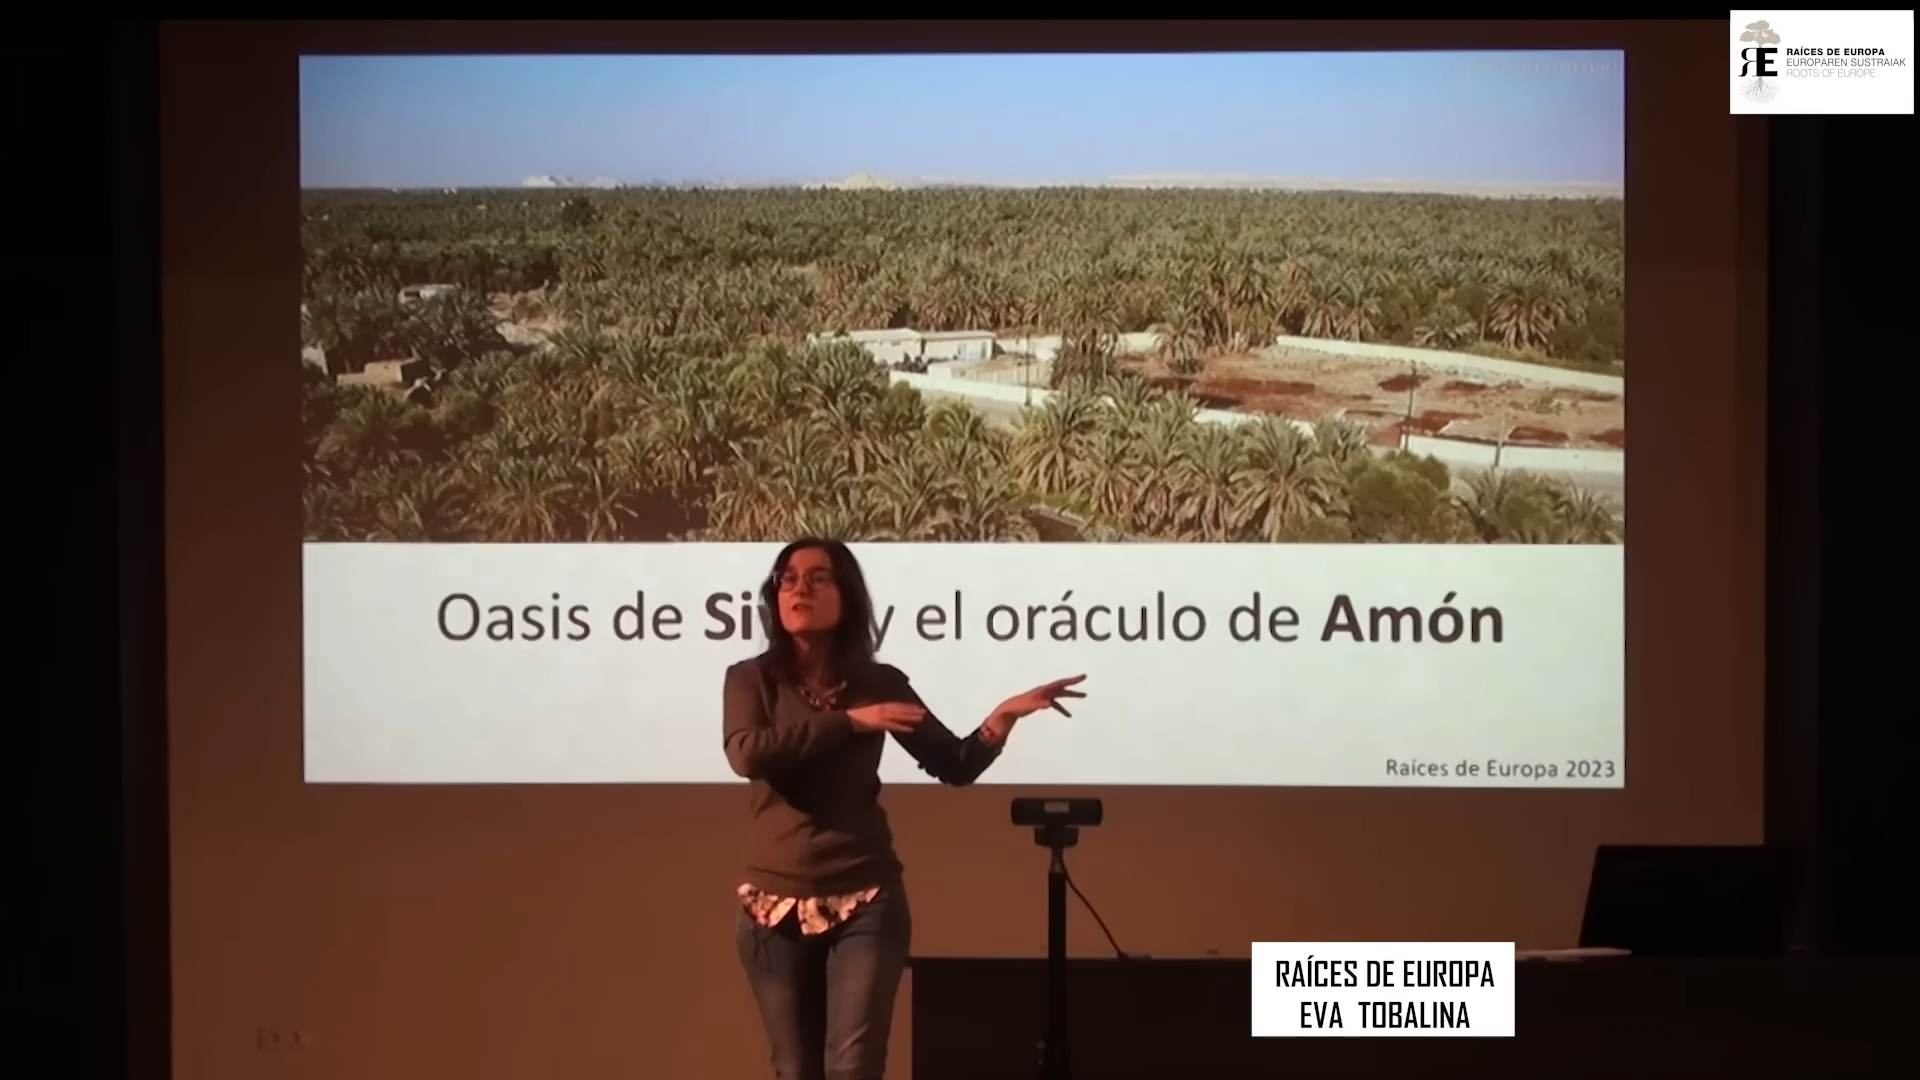 RAÍCES DE EUROPA
EUROPAREN SUSTRAIAK
ROOTS OF EUROPE
Oasis de Si y el oráculo de Amón
Raíces de Europa 2023
RAÍCES DE EUROPA
EVA TOBALINA